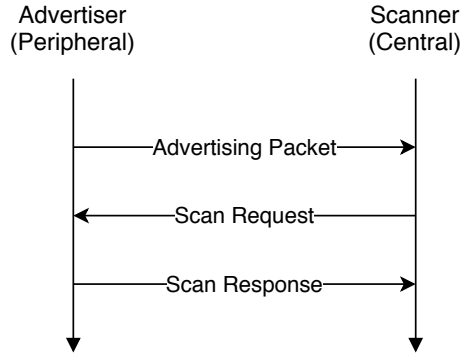 Advertiser
(Peripheral)
Scanner
(Central)
Advertising Packet
Scan Request
Scan Response